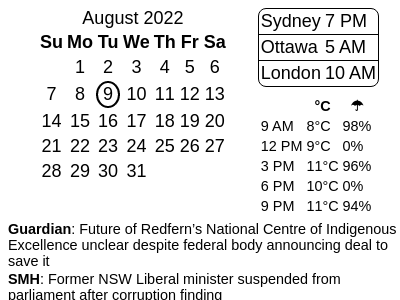 August 2022
Su Mo Tu We Th Fr Sa
1 2 3 4 5 6
7 8 9 10 11 12 13
14 15 16 17 18 19 20
21 22 23 24 25 26 27
28 29 30 31
Sydney 7 PM
Ottawa 5 AM
London 10 AM
°C ☂
9 AM 8°C 98%
12 PM 9°C 0%
3 PM 11°C 96%
6 PM 10°C 0%
9 PM 11°C 94%
Guardian: Future of Redfern’s National Centre of Indigenous
Excellence unclear despite federal body announcing deal to
save it
SMH: Former NSW Liberal minister suspended from
parliament after corruption finding